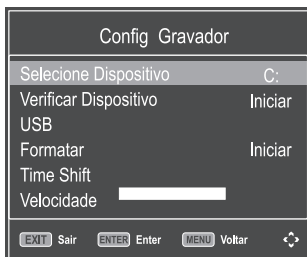 Config Gravador
Selecione Dispositivo C:
Verificar Dispositivo Iniciar
USB
Formatar Iniciar
Time Shift
Velocidade
EXIT Sair ENTER Enter MENU Voltar